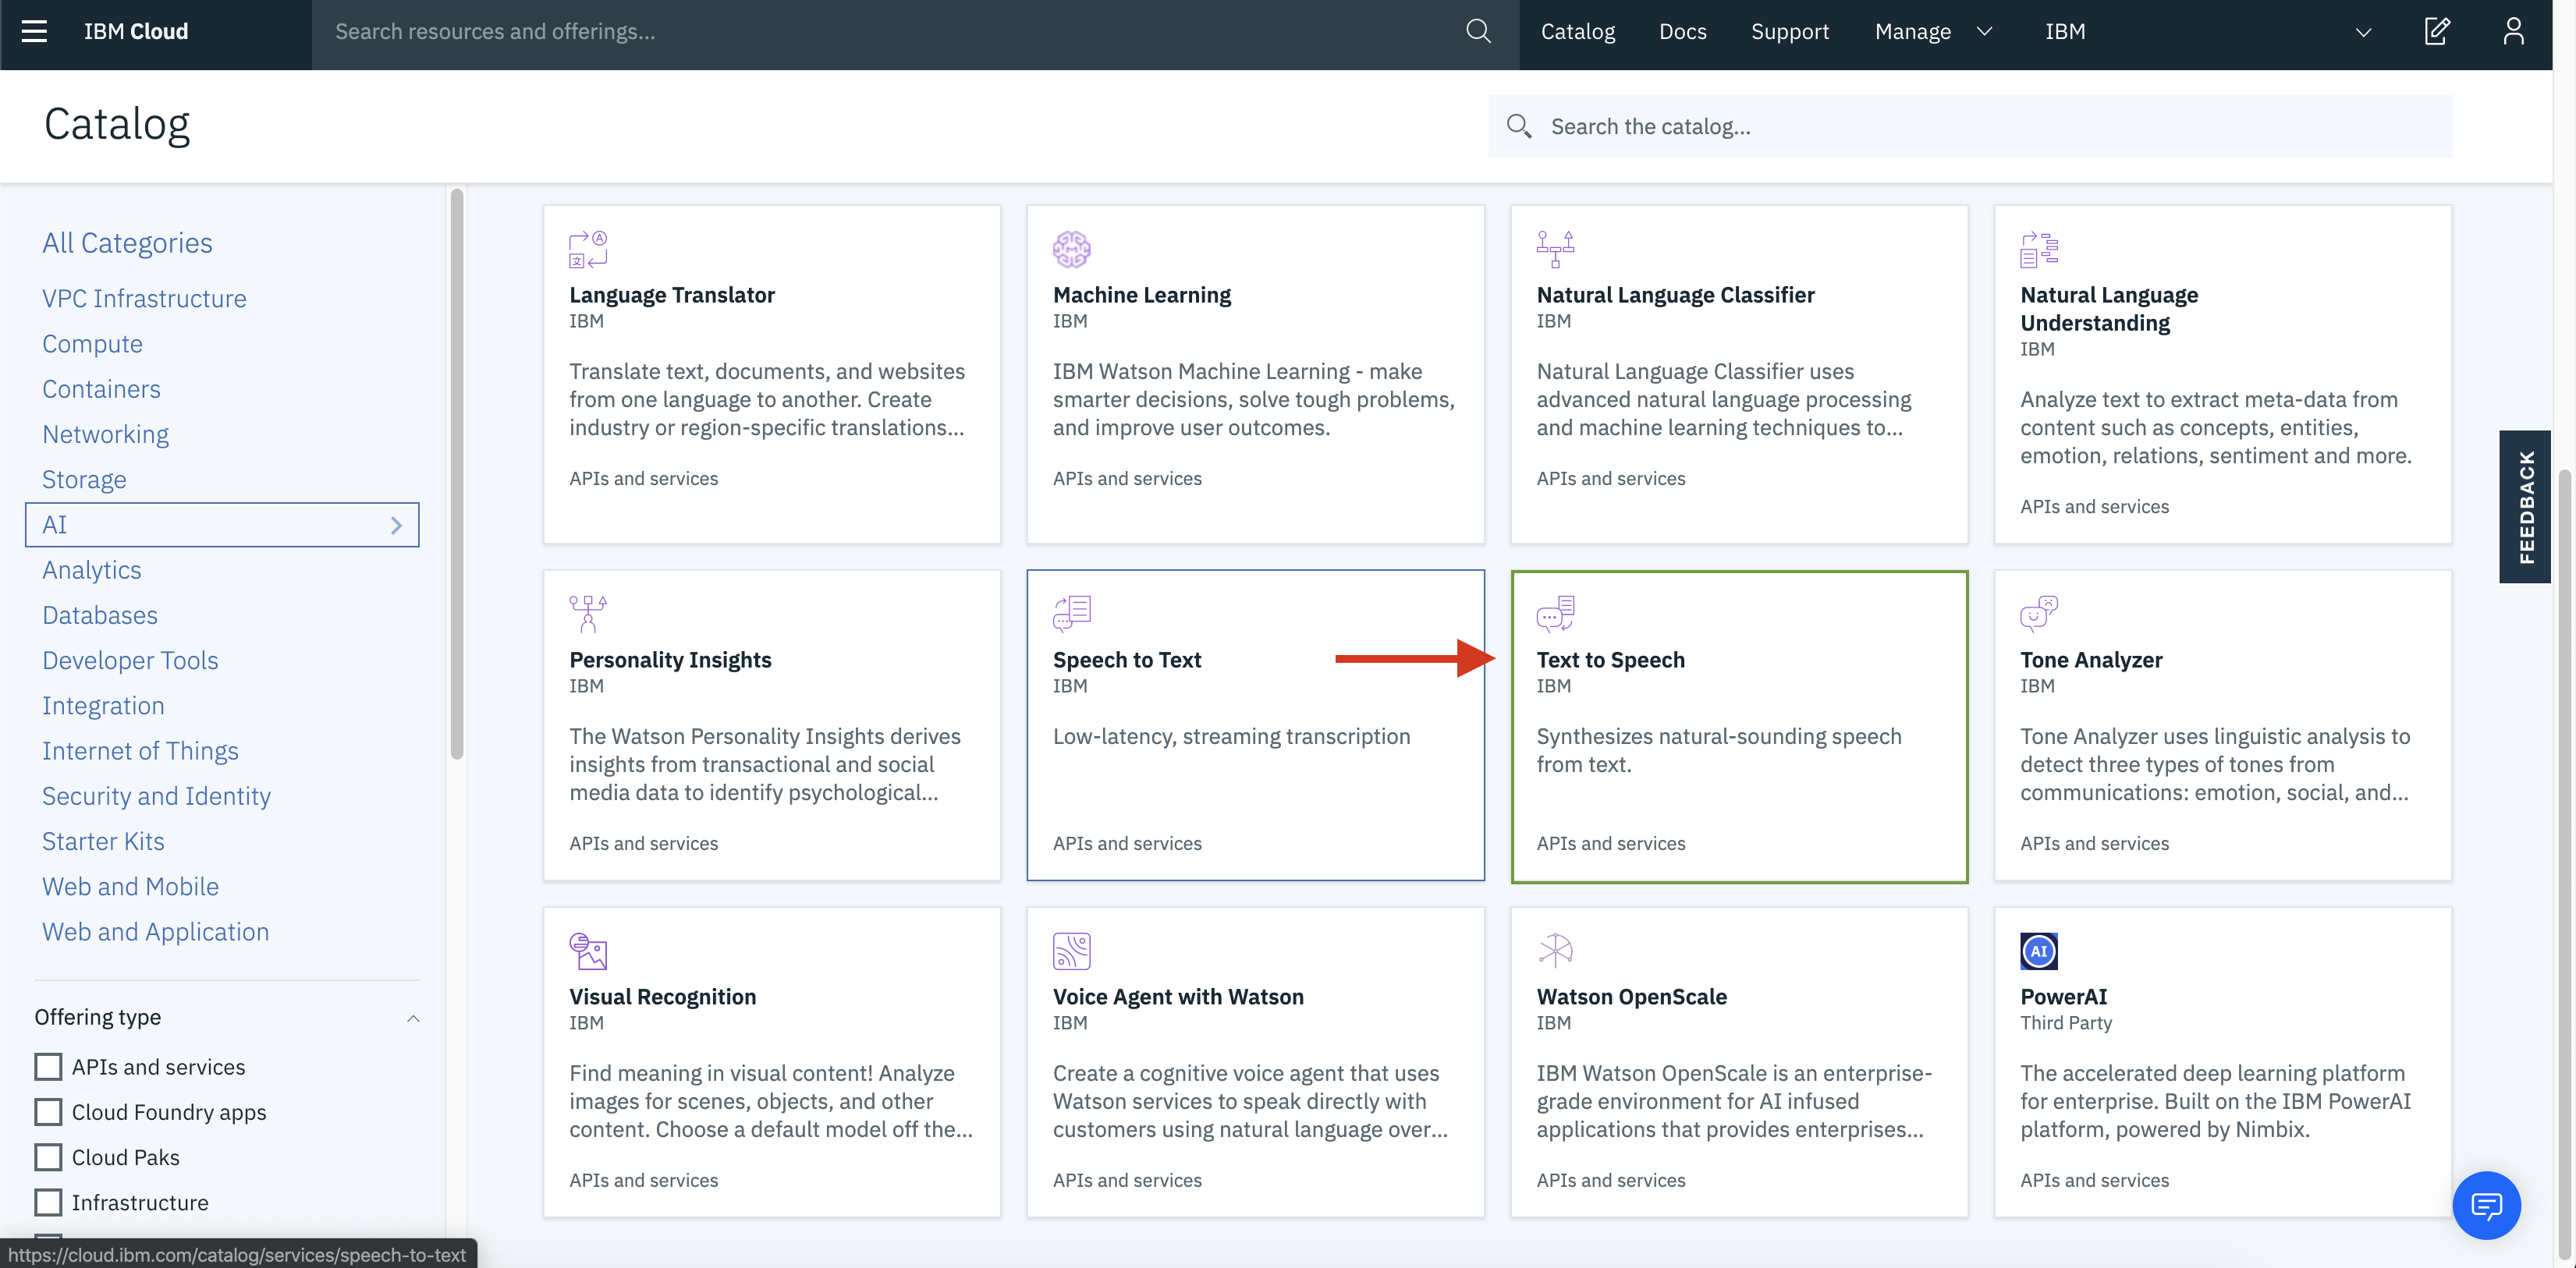 IBM Cloud
Search resources and offerings...
Catalog
Docs
Support
Manage
IBM
Catalog
Search the catalog...
All Categories
VPC Infrastructure
Compute
Containers
Networking
Storage
AI
Analytics
Databases
Developer Tools
Integration
Internet of Things
Security and Identity
Starter Kits
Web and Mobile
Web and Application
Offering type
APIs and services
Cloud Foundry apps
Cloud Paks
Infrastructure
Language Translator
IBM
Translate text, documents, and websites
from one language to another. Create
industry or region-specific translations...
APIs and services
Machine Learning
IBM
IBM Watson Machine Learning - make
smarter decisions, solve tough problems,
and improve user outcomes.
APIs and services
Natural Language Classifier
IBM
Natural Language Classifier uses
advanced natural language processing
and machine learning techniques to...
APIs and services
Natural Language
Understanding
IBM
Analyze text to extract meta-data from
content such as concepts, entities,
emotion, relations, sentiment and more.
APIs and services
Personality Insights
IBM
The Watson Personality Insights derives
insights from transactional and social
media data to identify psychological...
APIs and services
Speech to Text
IBM
Low-latency, streaming transcription
APIs and services
Text to Speech
IBM
Synthesizes natural-sounding speech
from text.
APIs and services
Tone Analyzer
IBM
Tone Analyzer uses linguistic analysis to
detect three types of tones from
communications: emotion, social, and...
APIs and services
Visual Recognition
IBM
Find meaning in visual content! Analyze
images for scenes, objects, and other
content. Choose a default model off the...
APIs and services
Voice Agent with Watson
IBM
Create a cognitive voice agent that uses
Watson services to speak directly with
customers using natural language over...
APIs and services
Watson OpenScale
IBM
IBM Watson OpenScale is an enterprise-
grade environment for AI infused
applications that provides enterprises...
APIs and services
AI
PowerAI
Third Party
The accelerated deep learning platform
for enterprise. Built on the IBM PowerAI
platform, powered by Nimbix.
APIs and services
FEEDBACK
https://cloud.ibm.com/catalog/services/speech-to-text